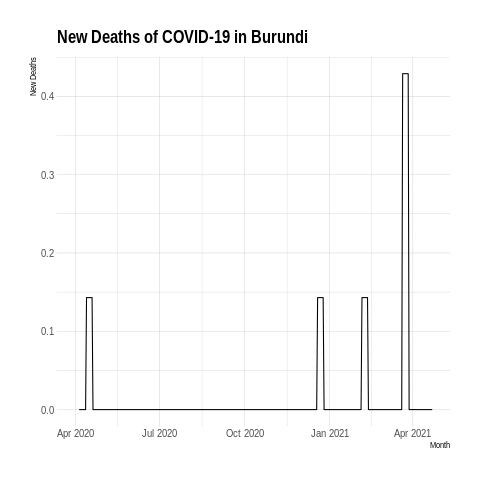 New Deaths of COVID-19 in Burundi
New Deaths
0.4
0.3
0.2
0.1
0.0
Apr 2020 Jul 2020 Oct 2020 Jan 2021 Apr 2021
Month